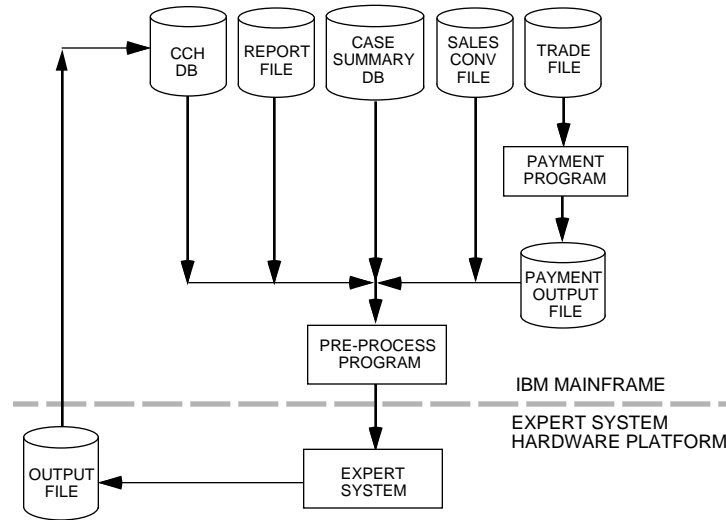 CCH
DB
REPORT
FILE
CASE
SUMMARY
DB
SALES
CONV
FILE
TRADE
FILE
PAYMENT
PROGRAM
PAYMENT
OUTPUT
FILE
PRE-PROCESS
PROGRAM
IBM MAINFRAME
EXPERT SYSTEM
HARDWARE PLATFORM
OUTPUT
FILE
EXPERT
SYSTEM